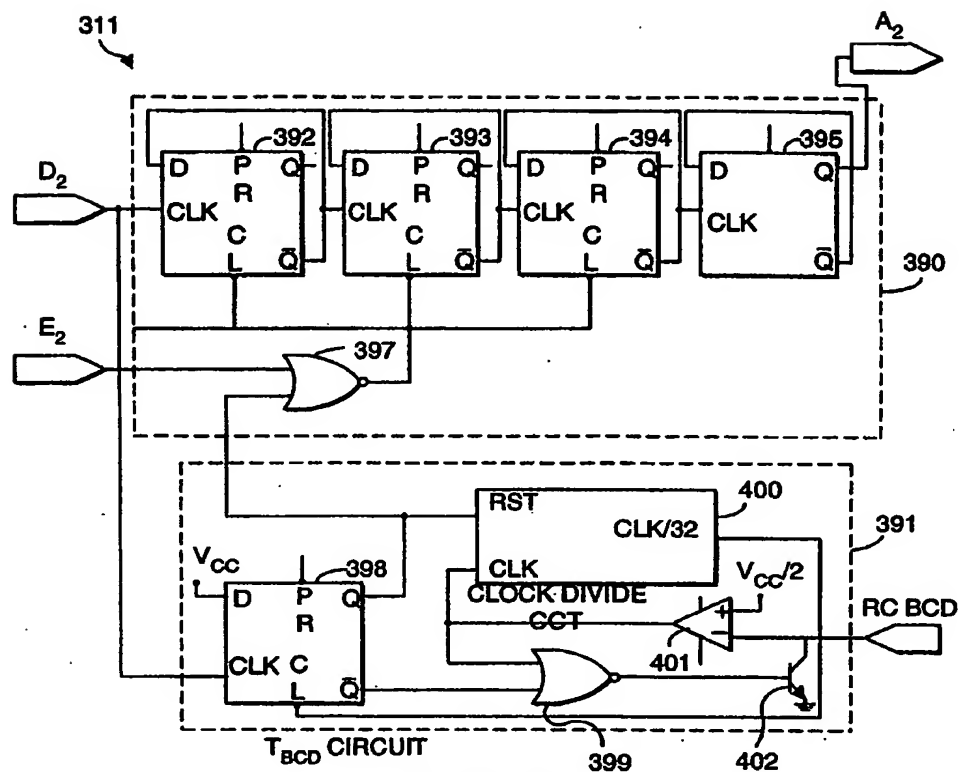 311
A2
392
393
394
395
D P Q
R
CLK
C
L Q̅
D P Q
R
CLK
C
L Q̅
D P Q
R
CLK
C
L Q̅
D Q
CLK
Q̅
D2
390
E2
397
RST
400
CLK/32
391
VCC
398
CLK
VCC/2
D P Q
R
CLOCK DIVIDE
CCT
+
−
RC BCD
401
CLK C
L Q̅
402
399
TBCD CIRCUIT